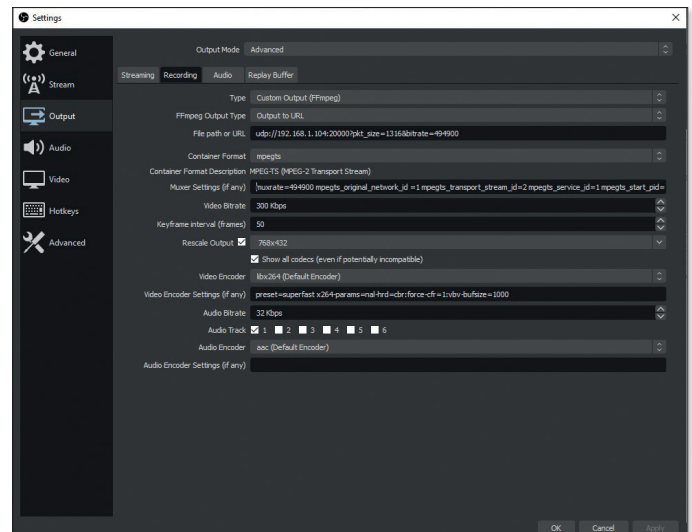 Settings
General
Stream
Output
Audio
Video
Hotkeys
Advanced
Output Mode Advanced
Streaming Recording Audio Replay Buffer
Type Custom Output (FFmpeg)
FFmpeg Output Type Output to URL
File path or URL udp://192.168.1.104:20000?pkt_size=1316&bitrate=494900
Container Format mpegts
Container Format Description MPEG-TS (MPEG-2 Transport Stream)
Muxer Settings (if any) muxrate=494900 mpegts_original_network_id =1 mpegts_transport_stream_id=2 mpegts_service_id=1 mpegts_start_pid=
Video Bitrate 300 Kbps
Keyframe interval (frames) 50
Rescale Output 768x432
Show all codecs (even if potentially incompatible)
Video Encoder libx264 (Default Encoder)
Video Encoder Settings (if any) preset=superfast x264-params=nal-hrd=cbr:force-cfr=1:vbv-bufsize=1000
Audio Bitrate 32 Kbps
Audio Track 1 2 3 4 5 6
Audio Encoder aac (Default Encoder)
Audio Encoder Settings (if any)
OK Cancel Apply